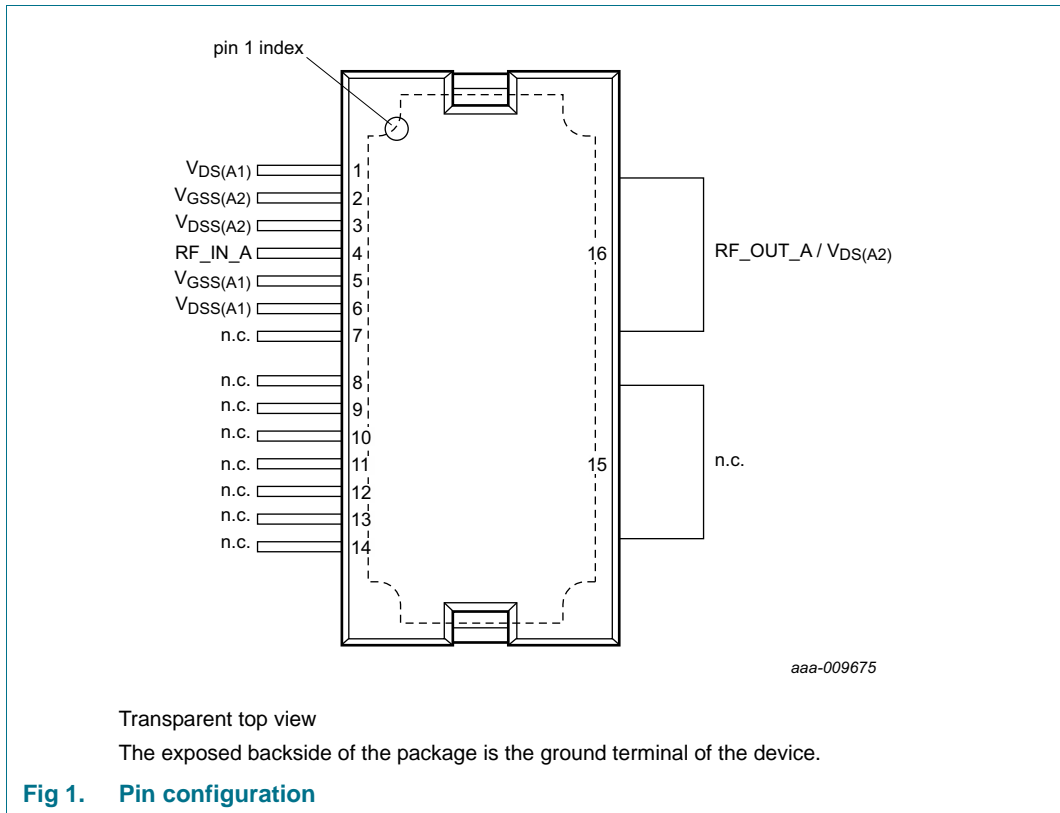 pin 1 index
VDS(A1) 1
VGSS(A2) 2
VDSS(A2) 3
RF_IN_A 4
VGSS(A1) 5
VDSS(A1) 6
n.c. 7
n.c. 8
n.c. 9
n.c. 10
n.c. 11
n.c. 12
n.c. 13
n.c. 14
16 RF_OUT_A / VDS(A2)
15 n.c.
aaa-009675
Transparent top view
The exposed backside of the package is the ground terminal of the device.
Fig 1. Pin configuration